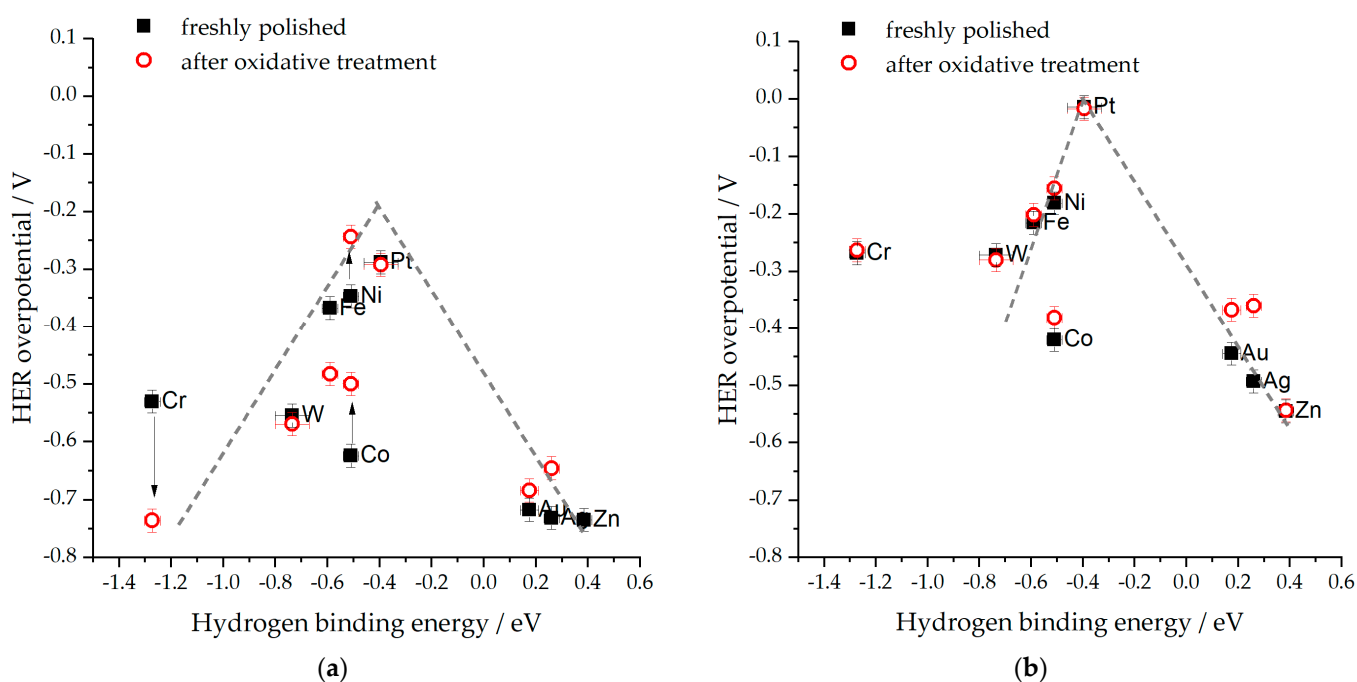 freshly polished
after oxidative treatment
0.1
0.0
-0.1
-0.2
-0.3
-0.4
-0.5
-0.6
-0.7
-0.8
HER overpotential / V
Pt
Ni
Fe
Cr
W
Co
Au
Ag
Zn
-1.4 -1.2 -1.0 -0.8 -0.6 -0.4 -0.2 0.0 0.2 0.4 0.6
Hydrogen binding energy / eV
(a)
freshly polished
after oxidative treatment
0.1
0.0
-0.1
-0.2
-0.3
-0.4
-0.5
-0.6
-0.7
-0.8
HER overpotential / V
Pt
Ni
Fe
Cr
W
Co
Au
Ag
Zn
-1.4 -1.2 -1.0 -0.8 -0.6 -0.4 -0.2 0.0 0.2 0.4 0.6
Hydrogen binding energy / eV
(b)